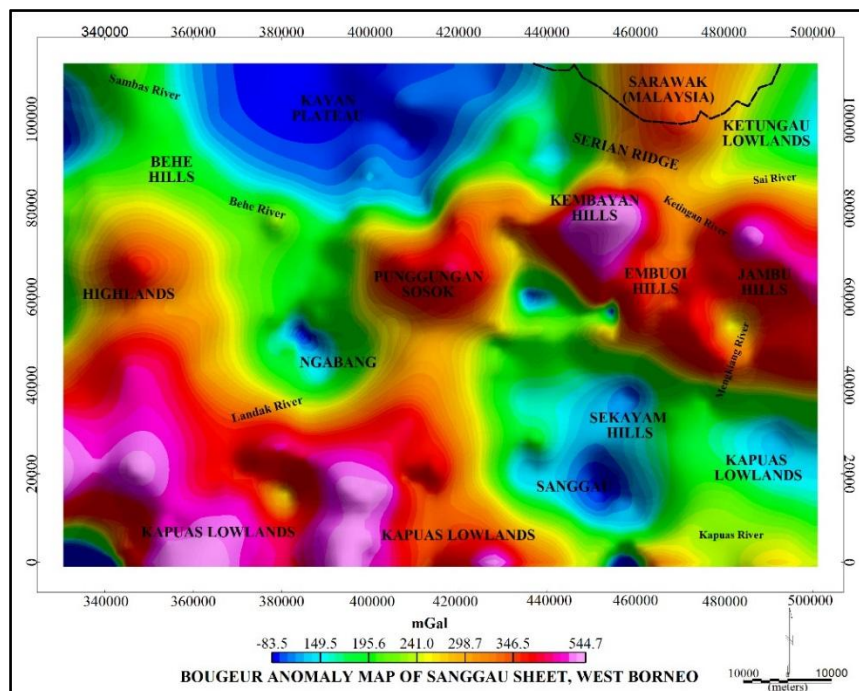 340000 360000 380000 400000 420000 440000 460000 480000 500000
Sambas River
KAYAN
PLATEAU
SARAWAK
(MALAYSIA)
100000
100000
KETUNGAU
LOWLANDS
SERIAN RIDGE
BEHE
HILLS
Sai River
80000
80000
Behe River
KEMBAYAN
HILLS
Ketingan River
PUNGGUNGAN
SOSOK
EMBUOI
HILLS
JAMBU
HILLS
HIGHLANDS
60000
60000
NGABANG
Mengkiang River
40000
40000
Landak River
SEKAYAM
HILLS
KAPUAS
LOWLANDS
SANGGAU
20000
20000
KAPUAS LOWLANDS
KAPUAS LOWLANDS
Kapuas River
0
0
340000 360000 380000 400000 420000 440000 460000 480000 500000
mGal
-83.5 149.5 195.6 241.0 298.7 346.5 544.7
BOUGEUR ANOMALY MAP OF SANGGAU SHEET, WEST BORNEO
10000 10000
(meters)